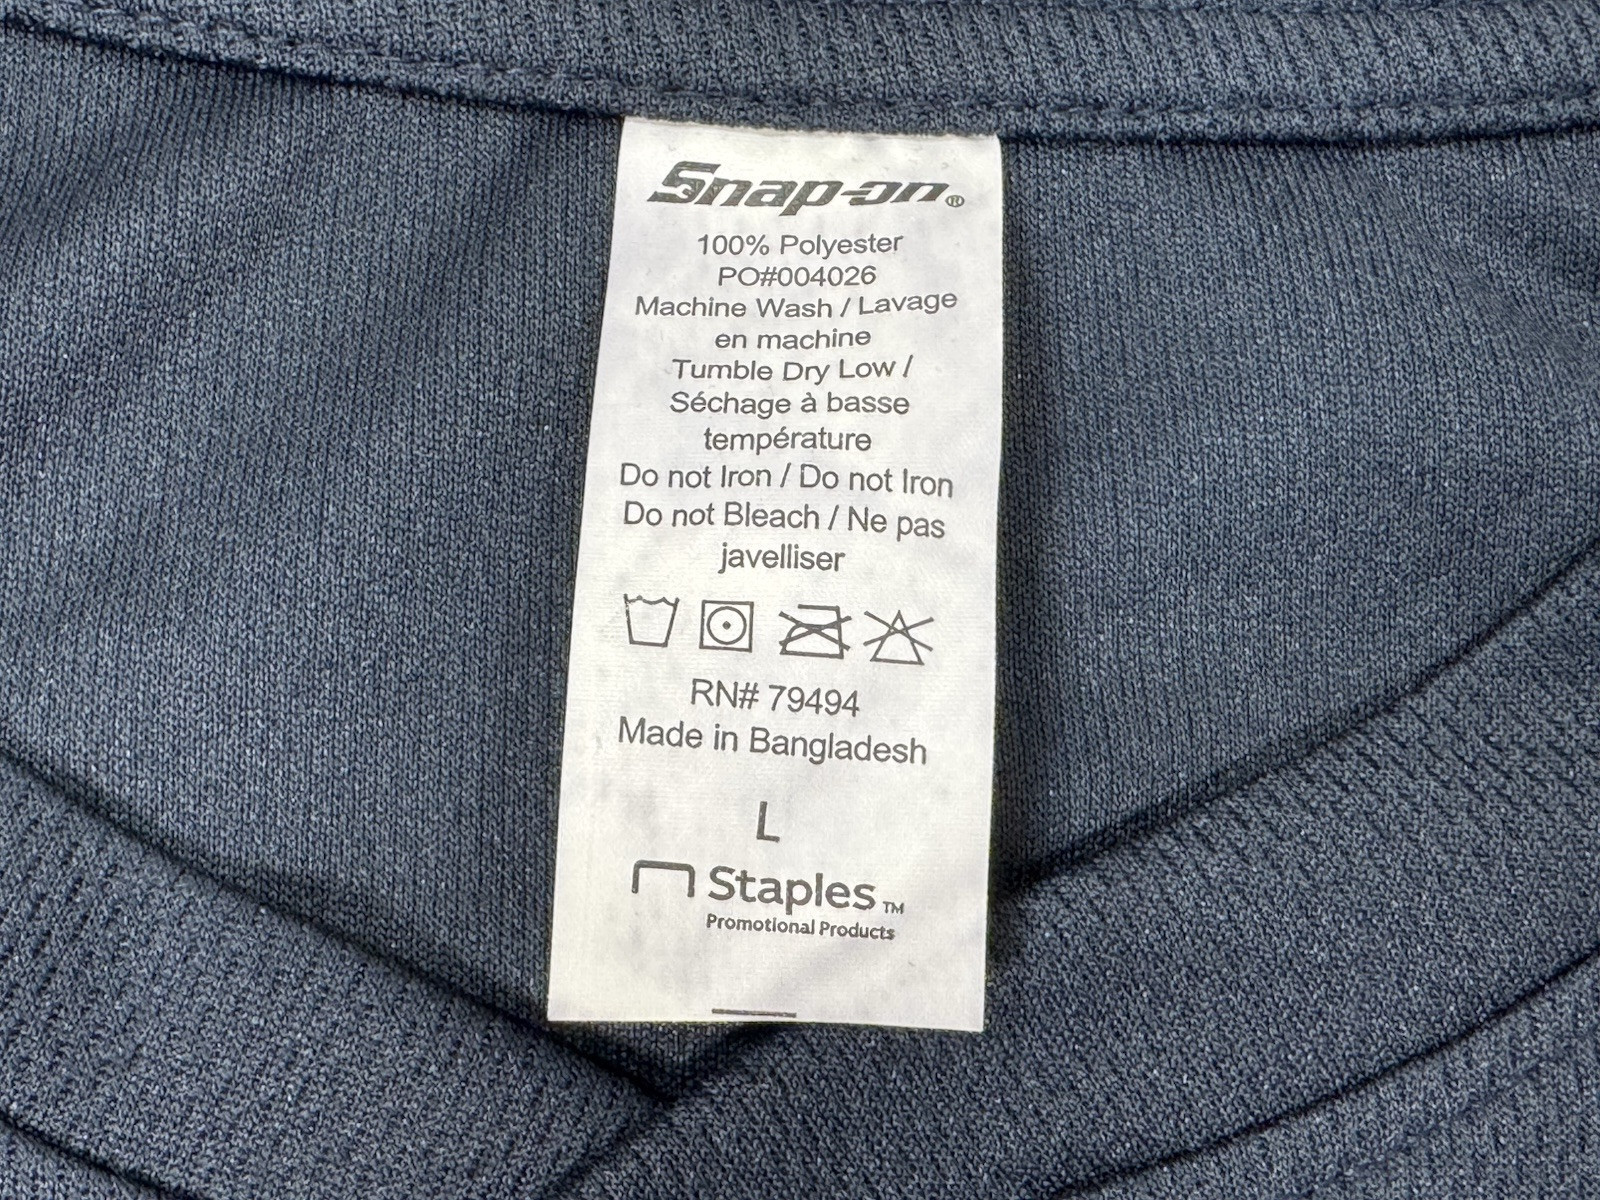 Snap-on®
100% Polyester
PO#004026
Machine Wash / Lavage
en machine
Tumble Dry Low /
Séchage à basse
température
Do not Iron / Do not Iron
Do not Bleach / Ne pas
javelliser
RN# 79494
Made in Bangladesh
L
Staples™
Promotional Products